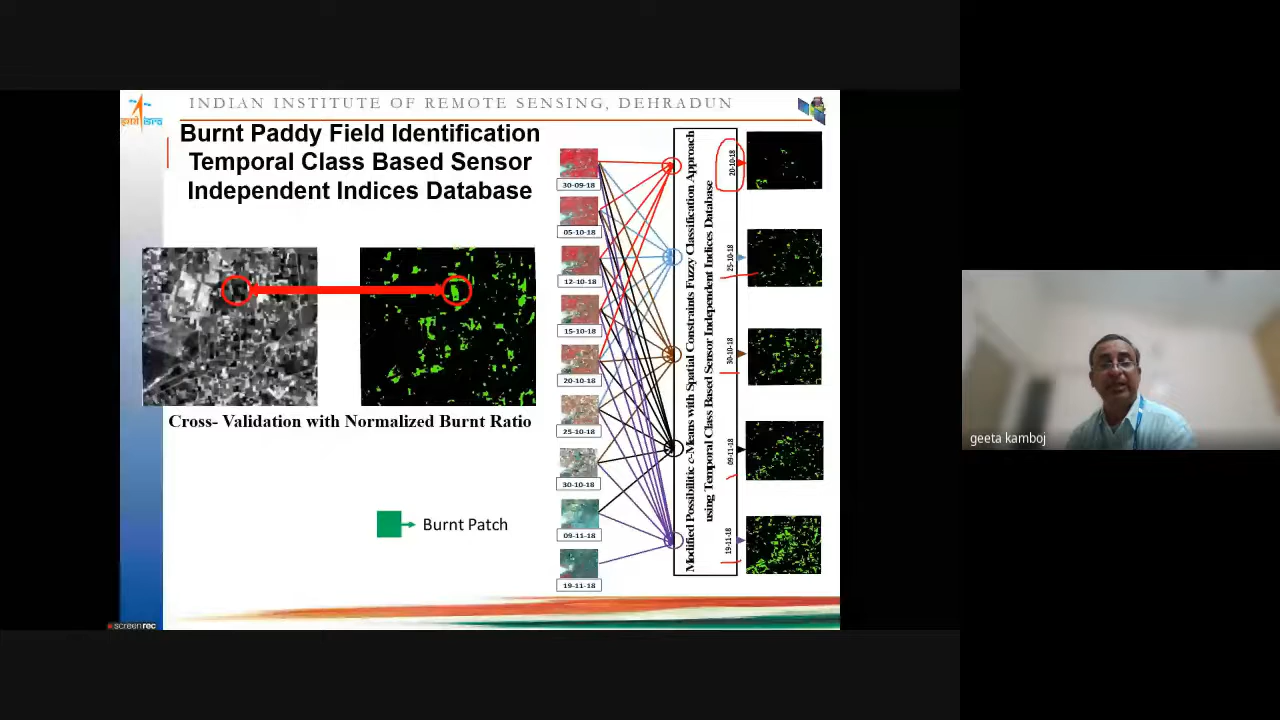 INDIAN INSTITUTE OF REMOTE SENSING, DEHRADUN
Burnt Paddy Field Identification
Temporal Class Based Sensor
Independent Indices Database
Cross- Validation with Normalized Burnt Ratio
Burnt Patch
30-09-18
05-10-18
12-10-18
15-10-18
20-10-18
25-10-18
30-10-18
09-11-18
19-11-18
Modified Possibilitic c-Means with Spatial Constraints Fuzzy Classification Approach
using Temporal Class Based Sensor Independent Indices Database
20-10-18
25-10-18
30-10-18
09-11-18
19-11-18
इसरो isro
screenrec
geeta kamboj